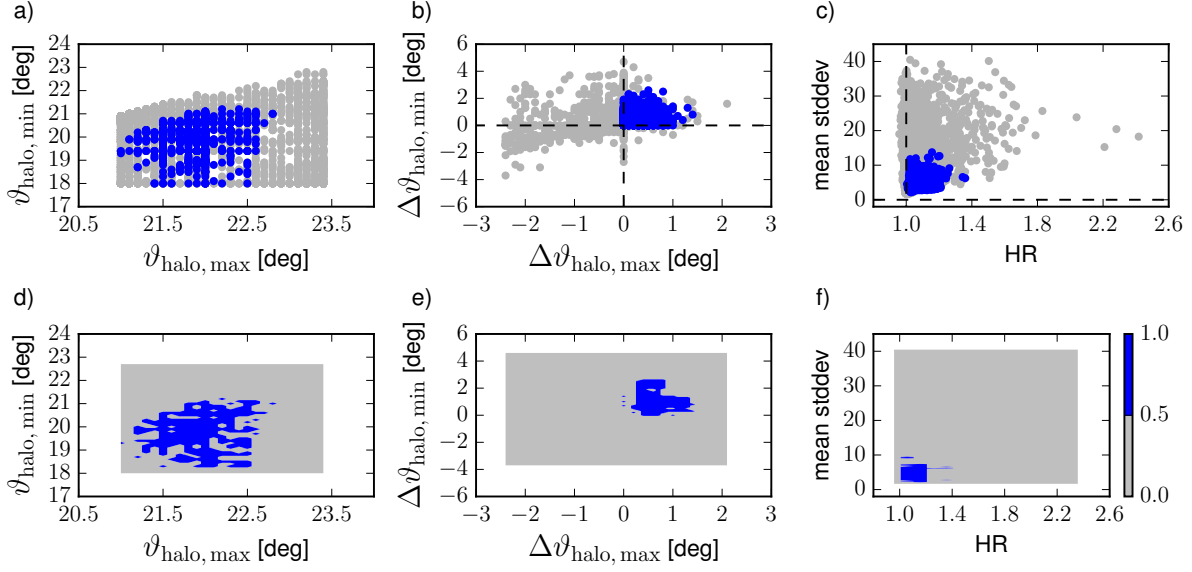 a)
24
23
22
21
20
19
18
17
20.5 21.5 22.5 23.5
ϑhalo, min [deg]
ϑhalo, max [deg]
b)
6
4
2
0
−2
−4
−6
−3 −2 −1 0 1 2 3
Δϑhalo, min [deg]
Δϑhalo, max [deg]
c)
40
30
20
10
0
1.0 1.4 1.8 2.2 2.6
mean stddev
HR
d)
24
23
22
21
20
19
18
17
20.5 21.5 22.5 23.5
ϑhalo, min [deg]
ϑhalo, max [deg]
e)
6
4
2
0
−2
−4
−6
−3 −2 −1 0 1 2 3
Δϑhalo, min [deg]
Δϑhalo, max [deg]
f)
40
30
20
10
0
1.0 1.4 1.8 2.2 2.6
mean stddev
HR
1.0
0.5
0.0